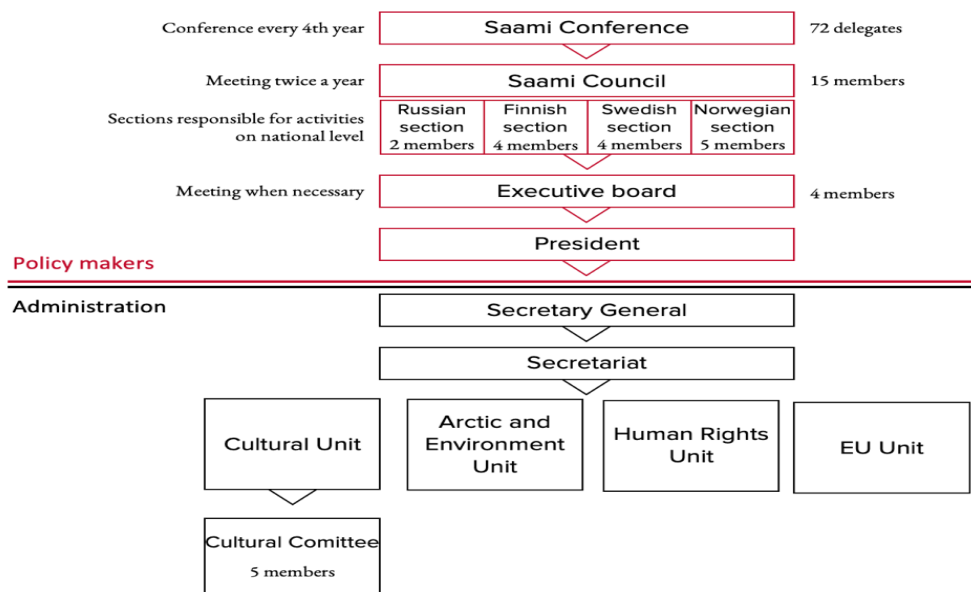 Conference every 4th year
Saami Conference
72 delegates
Meeting twice a year
Saami Council
15 members
Sections responsible for activities
on national level
Russian
section
2 members
Finnish
section
4 members
Swedish
section
4 members
Norwegian
section
5 members
Meeting when necessary
Executive board
4 members
President
Policy makers
Administration
Secretary General
Secretariat
Cultural Unit
Arctic and
Environment
Unit
Human Rights
Unit
EU Unit
Cultural Comittee
5 members